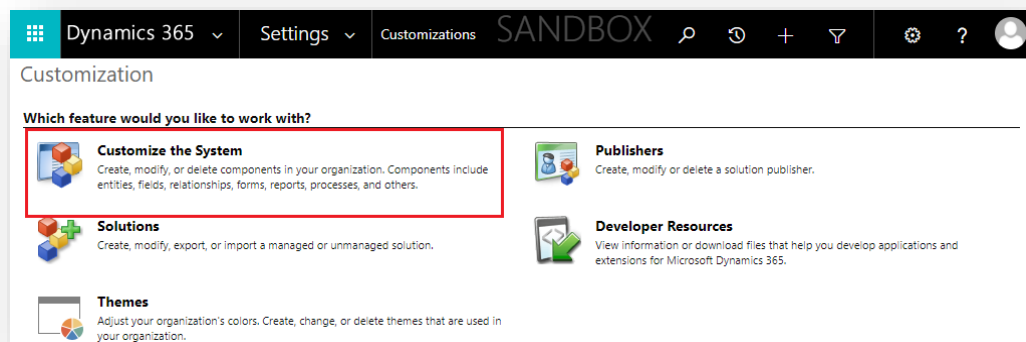 Dynamics 365 Settings Customizations SANDBOX ?
Customization
Which feature would you like to work with?
Customize the System
Create, modify, or delete components in your organization. Components include
entities, fields, relationships, forms, reports, processes, and others.
Publishers
Create, modify or delete a solution publisher.
Solutions
Create, modify, export, or import a managed or unmanaged solution.
Developer Resources
View information or download files that help you develop applications and
extensions for Microsoft Dynamics 365.
Themes
Adjust your organization's colors. Create, change, or delete themes that are used in
your organization.